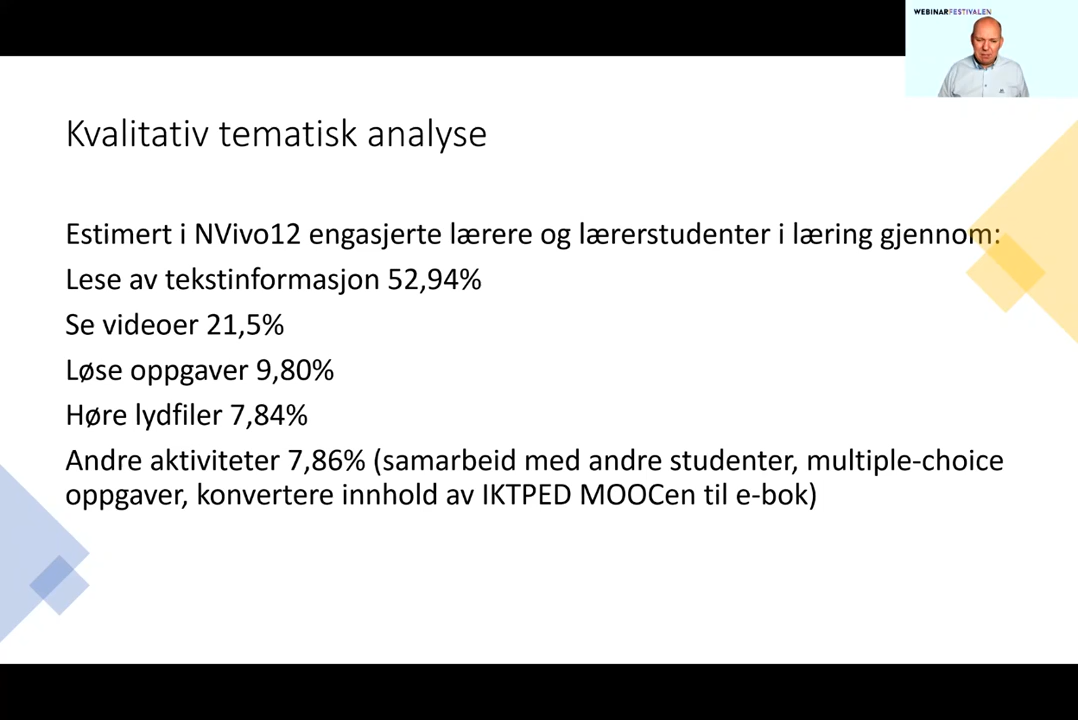 WEBINARFESTIVALEN
Kvalitativ tematisk analyse
Estimert i NVivo12 engasjerte lærere og lærerstudenter i læring gjennom:
Lese av tekstinformasjon 52,94%
Se videoer 21,5%
Løse oppgaver 9,80%
Høre lydfiler 7,84%
Andre aktiviteter 7,86% (samarbeid med andre studenter, multiple-choice
oppgaver, konvertere innhold av IKTPED MOOCen til e-bok)